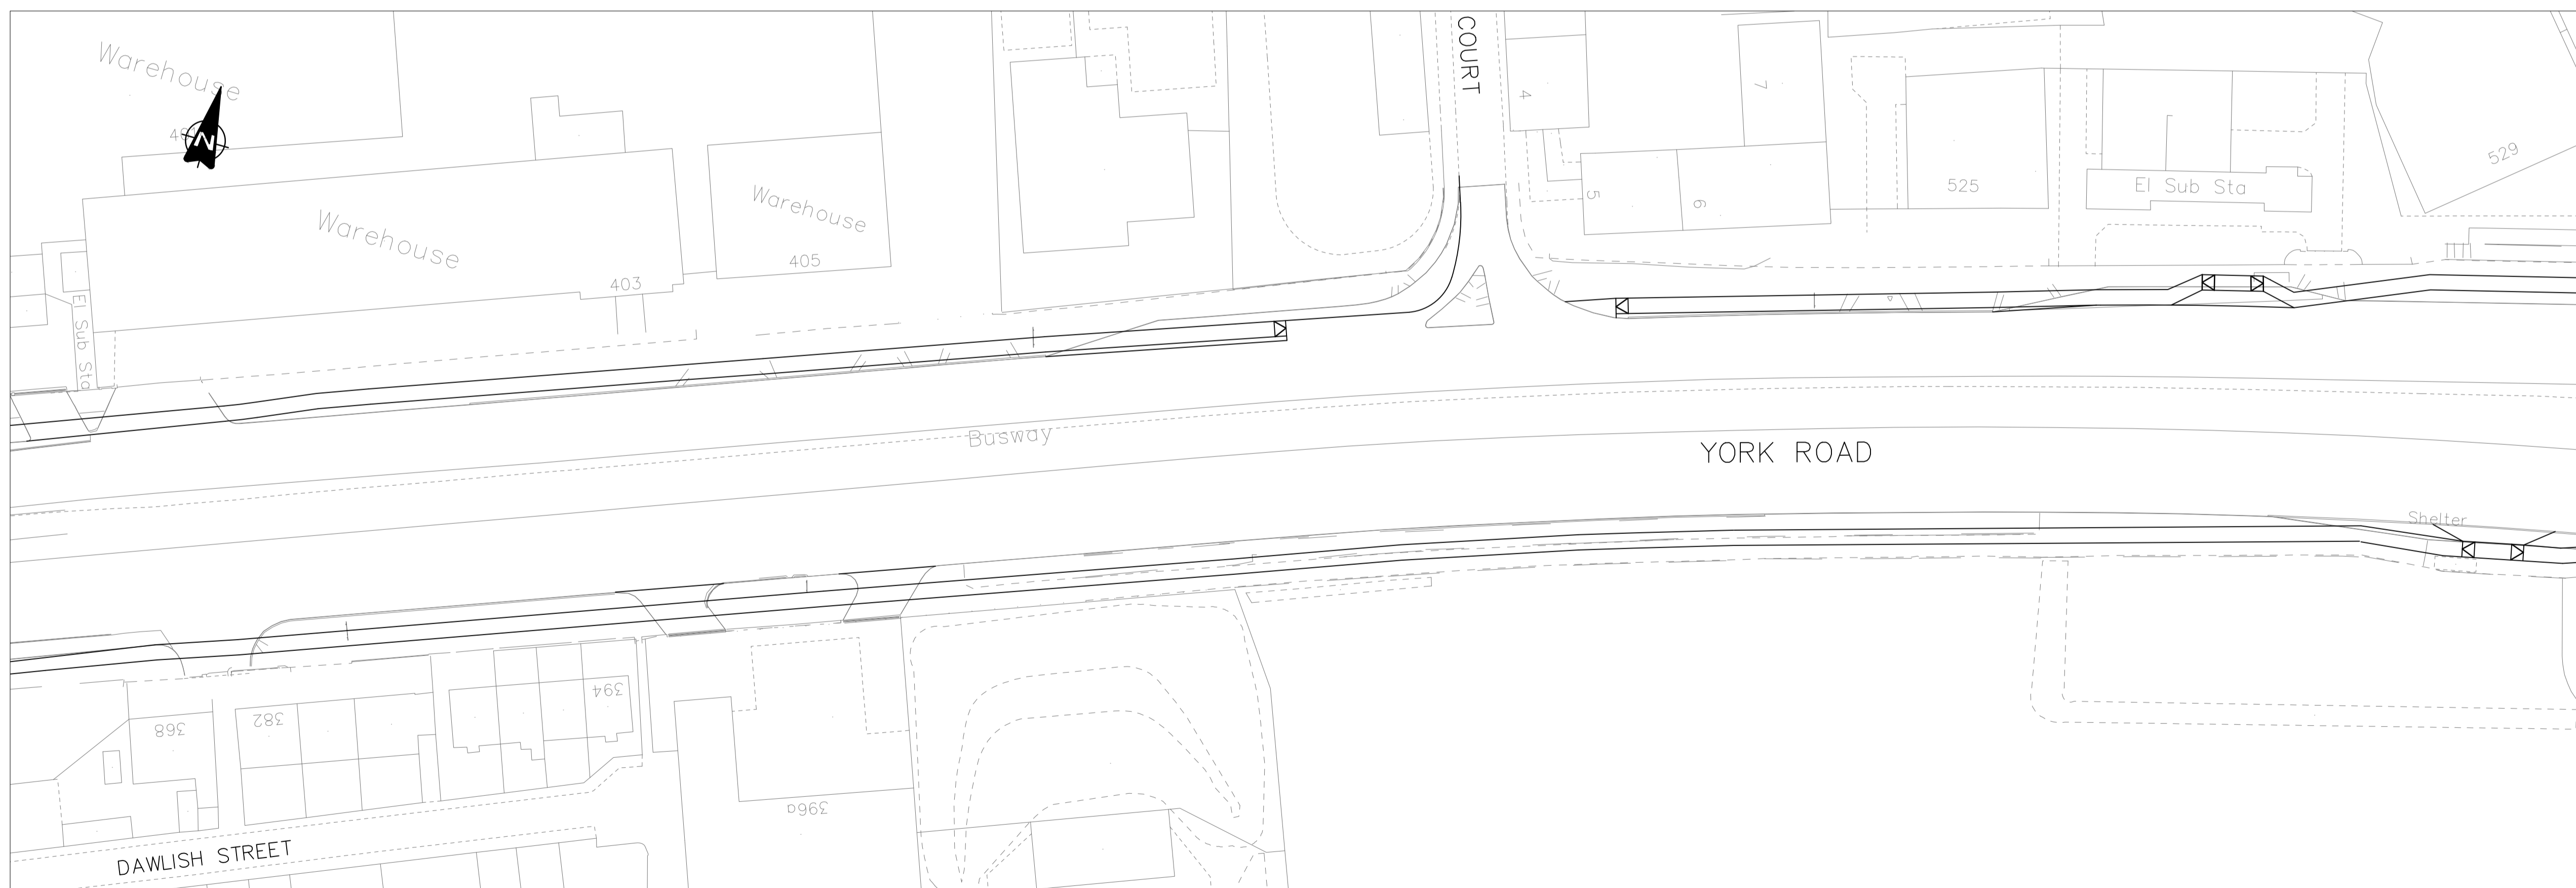 Warehouse
N
COURT
4
7
Warehouse
Warehouse
403
405
El Sub Sta
5
6
525
El Sub Sta
529
Busway
YORK ROAD
Shelter
368
382
394
396a
DAWLISH STREET